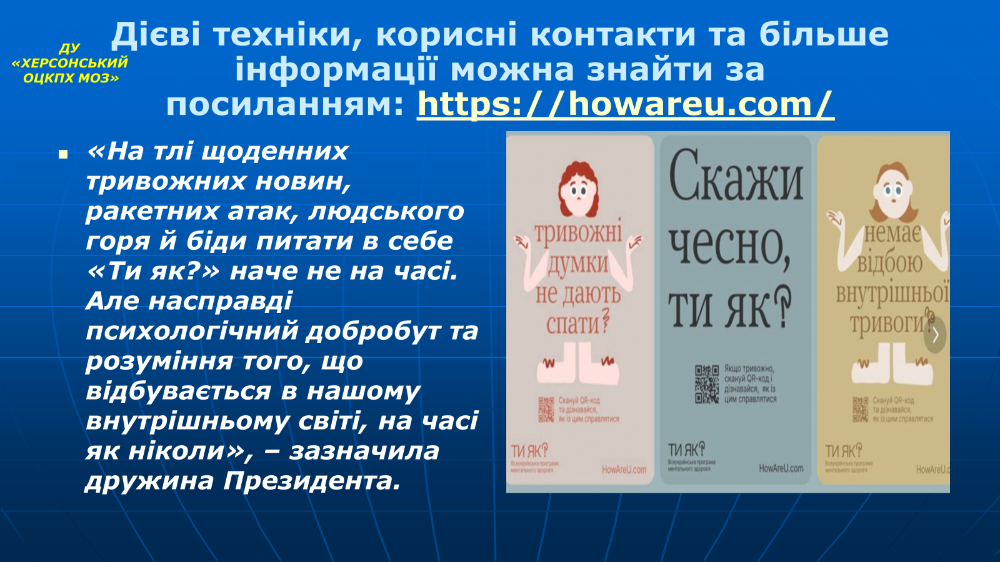 ДУ
«ХЕРСОНСЬКИЙ
ОЦКПХ МОЗ»
Дієві техніки, корисні контакти та більше
інформації можна знайти за
посиланням: https://howareu.com/
«На тлі щоденних
тривожних новин,
ракетних атак, людського
горя й біди питати в себе
«Ти як?» наче не на часі.
Але насправді
психологічний добробут та
розуміння того, що
відбувається в нашому
внутрішньому світі, на часі
як ніколи», – зазначила
дружина Президента.
тривожні
думки
не дають
спати?
Скануй QR-код
та дізнавайся,
як із цим справлятися
ТИ ЯК?
Всеукраїнська програма
ментального здоров'я
HowAreU.com
Скажи
чесно,
ти як?
Якщо тривожно,
скануй QR-код і
дізнавайся, як із
цим справлятися
ТИ ЯК?
Всеукраїнська програма
ментального здоров'я
HowAreU.com
немає
відбою
внутрішньої
тривоги?
Скануй QR-код
та дізнавайся,
як із цим справлятися
ТИ ЯК?
Всеукраїнська програма
ментального здоров'я
HowAreU.c